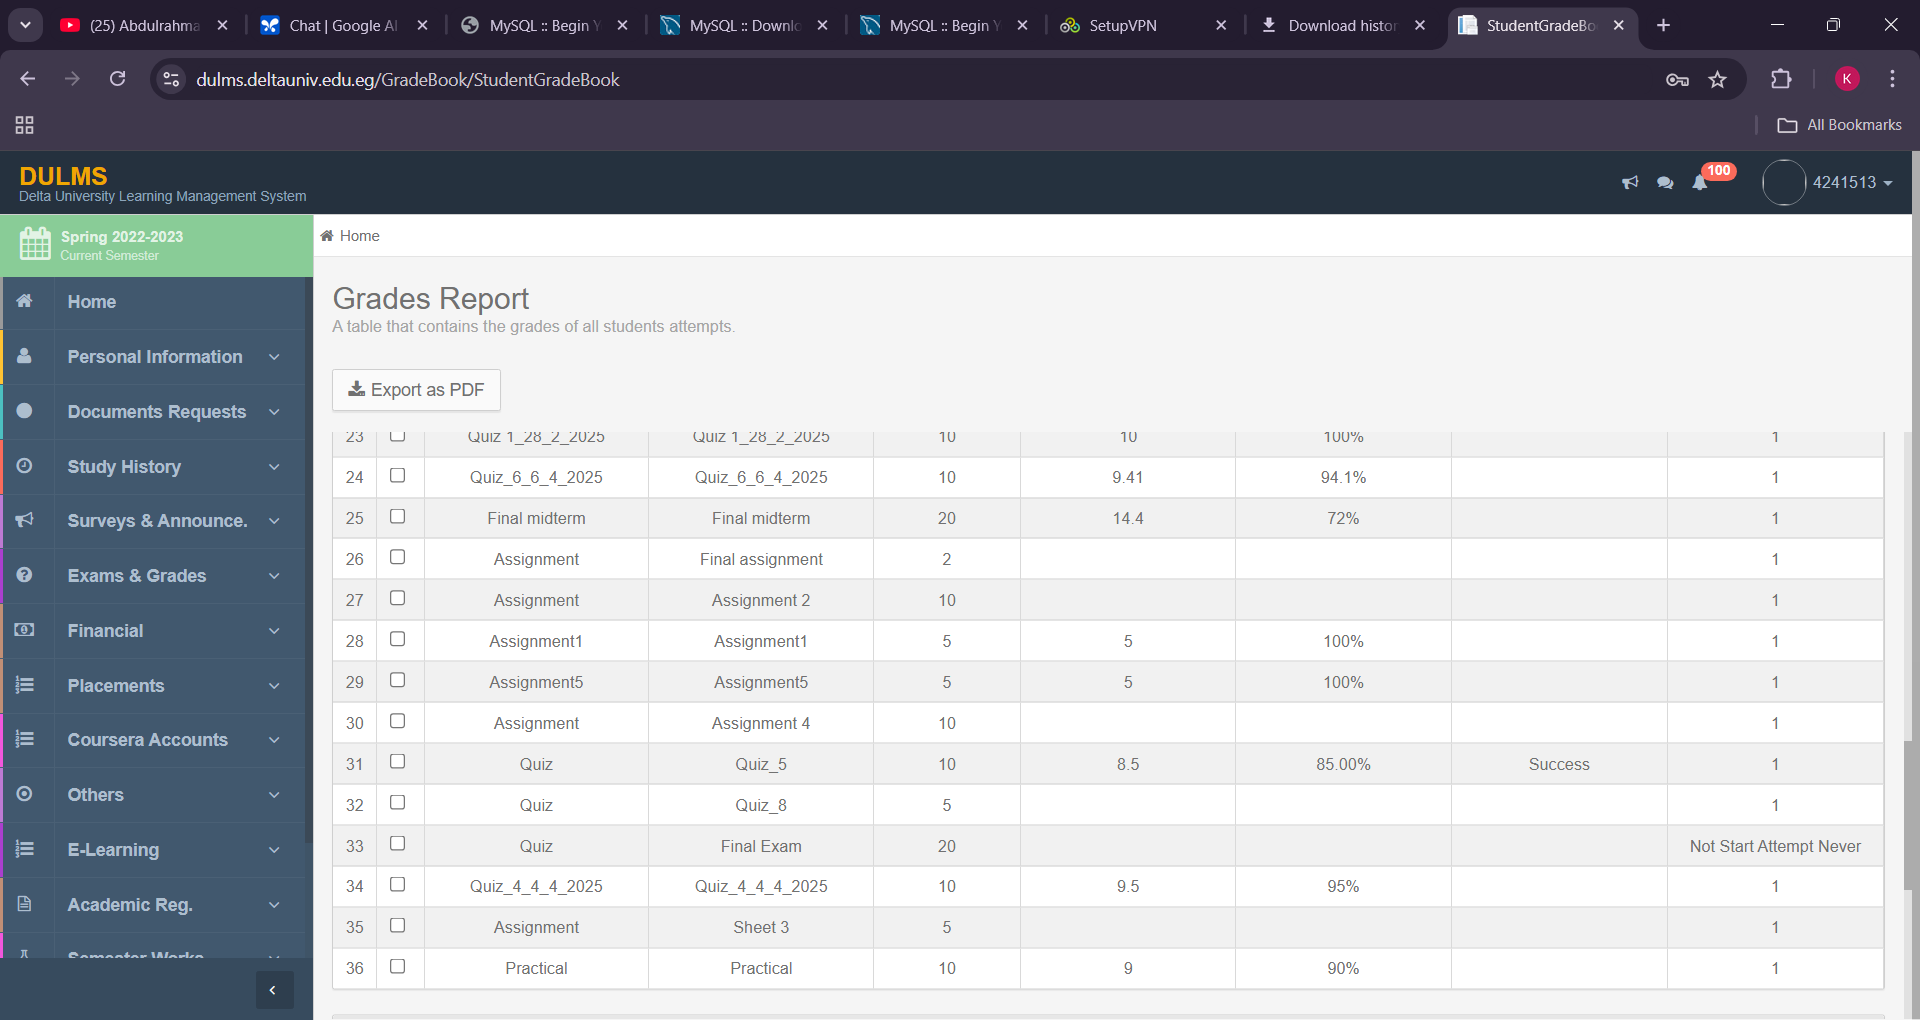 (25) Abdulrahma
Chat | Google AI
MySQL :: Begin Y
MySQL :: Downlo
MySQL :: Begin Y
SetupVPN
Download histor
StudentGradeBo
dulms.deltauniv.edu.eg/GradeBook/StudentGradeBook
K
All Bookmarks
DULMS
Delta University Learning Management System
100
4241513
Spring 2022-2023
Current Semester
Home
Home
Personal Information
Documents Requests
Study History
Surveys & Announce.
Exams & Grades
Financial
Placements
Coursera Accounts
Others
E-Learning
Academic Reg.
Semester Works
Grades Report
A table that contains the grades of all students attempts.
Export as PDF
23 Quiz 1_28_2_2025 Quiz 1_28_2_2025 10 10 100% 1
24 Quiz_6_6_4_2025 Quiz_6_6_4_2025 10 9.41 94.1% 1
25 Final midterm Final midterm 20 14.4 72% 1
26 Assignment Final assignment 2 1
27 Assignment Assignment 2 10 1
28 Assignment1 Assignment1 5 5 100% 1
29 Assignment5 Assignment5 5 5 100% 1
30 Assignment Assignment 4 10 1
31 Quiz Quiz_5 10 8.5 85.00% Success 1
32 Quiz Quiz_8 5 1
33 Quiz Final Exam 20 Not Start Attempt Never
34 Quiz_4_4_4_2025 Quiz_4_4_4_2025 10 9.5 95% 1
35 Assignment Sheet 3 5 1
36 Practical Practical 10 9 90% 1